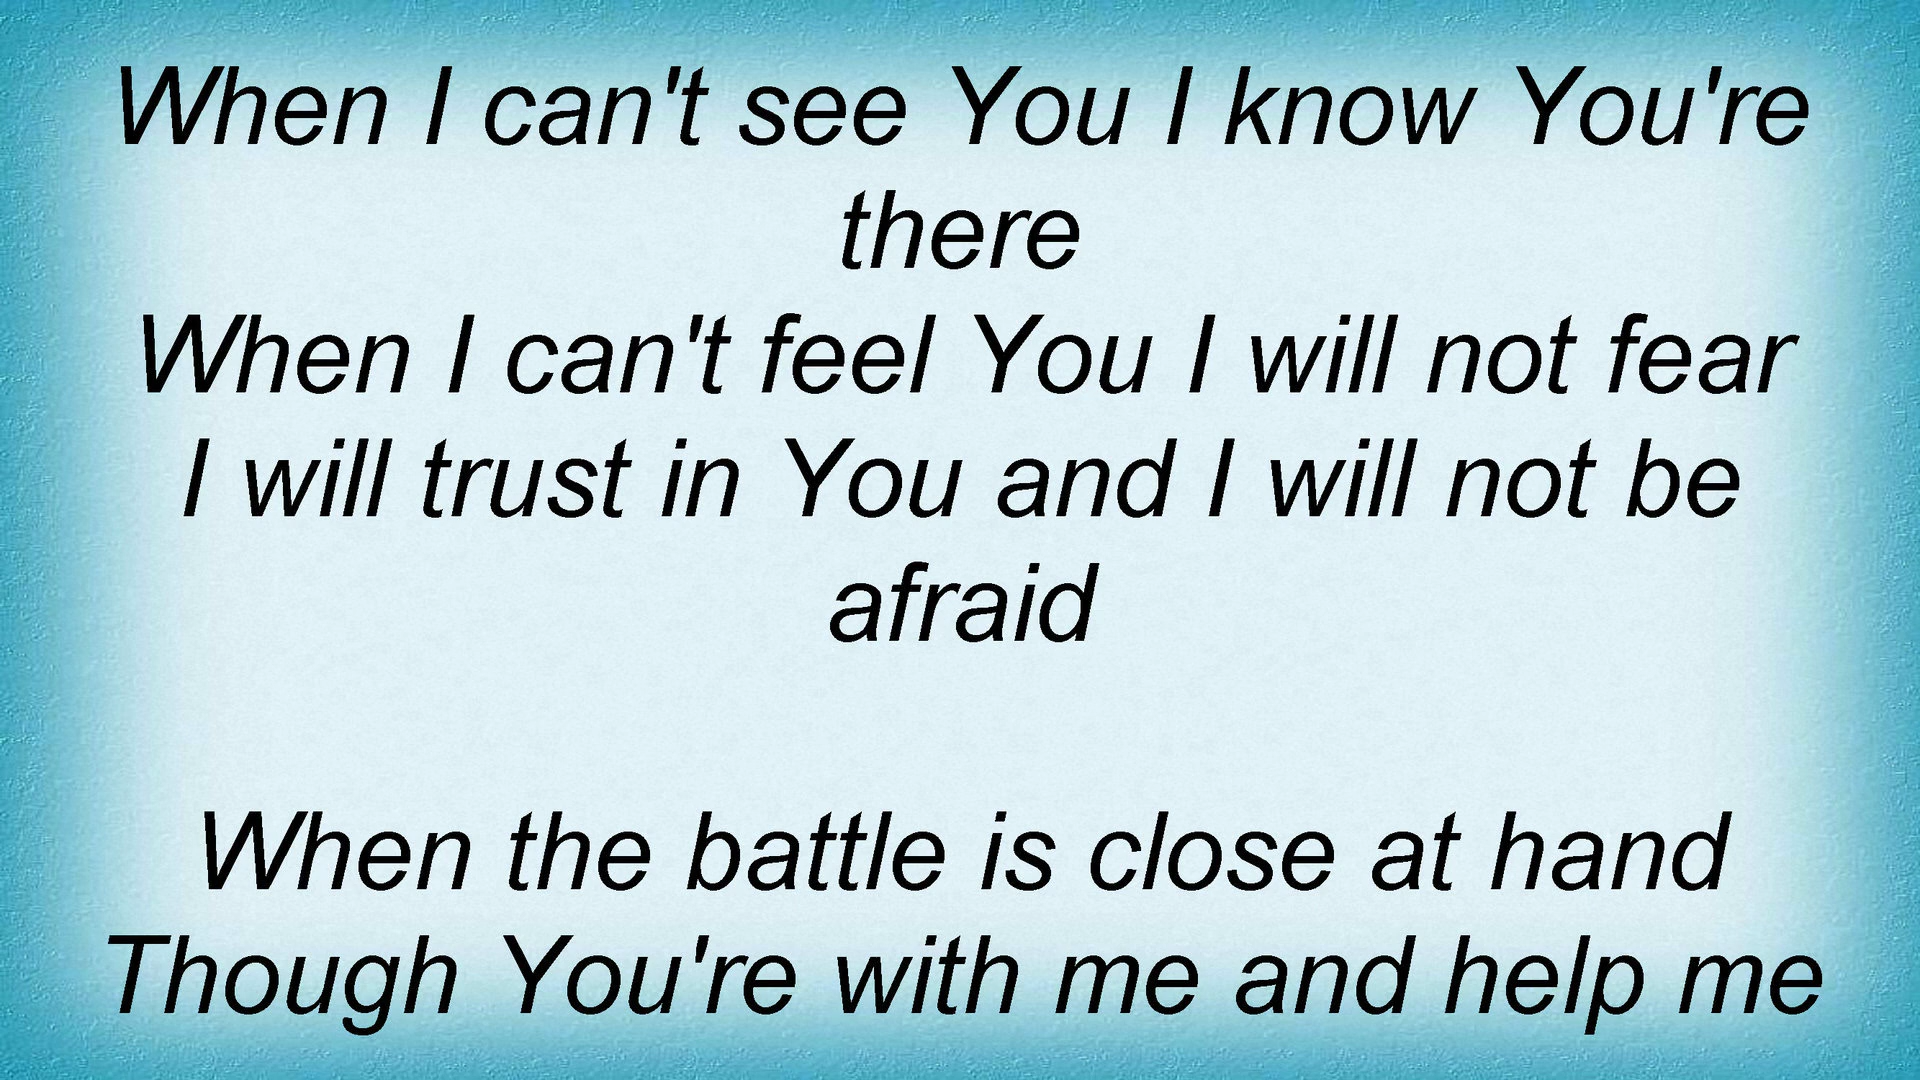 When I can't see You I know You're
there
When I can't feel You I will not fear
I will trust in You and I will not be
afraid
When the battle is close at hand
Though You're with me and help me